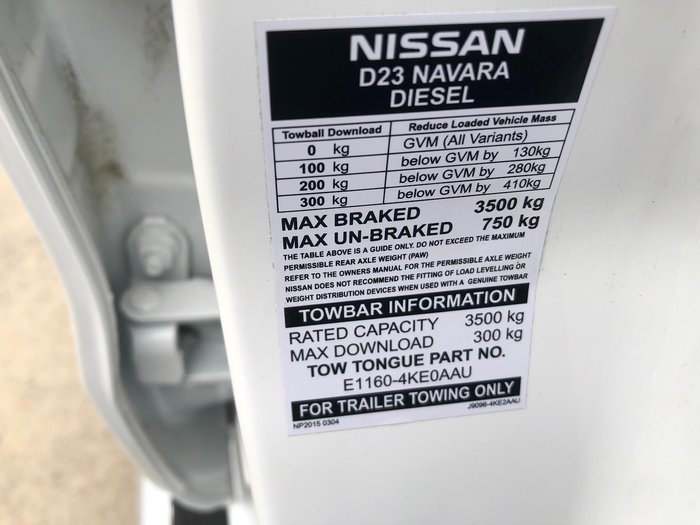 NISSAN
D23 NAVARA
DIESEL
Towball Download Reduce Loaded Vehicle Mass
0 kg GVM (All Variants)
100 kg below GVM by 130kg
200 kg below GVM by 280kg
300 kg below GVM by 410kg
MAX BRAKED 3500 kg
MAX UN-BRAKED 750 kg
THE TABLE ABOVE IS A GUIDE ONLY. DO NOT EXCEED THE MAXIMUM
PERMISSIBLE REAR AXLE WEIGHT (PAW)
REFER TO THE OWNERS MANUAL FOR THE PERMISSIBLE AXLE WEIGHT
NISSAN DOES NOT RECOMMEND THE FITTING OF LOAD LEVELLING OR
WEIGHT DISTRIBUTION DEVICES WHEN USED WITH A GENUINE TOWBAR
TOWBAR INFORMATION
RATED CAPACITY 3500 kg
MAX DOWNLOAD 300 kg
TOW TONGUE PART NO.
E1160-4KE0AAU
FOR TRAILER TOWING ONLY
NP2015 0304 J9096-4KE2AAU